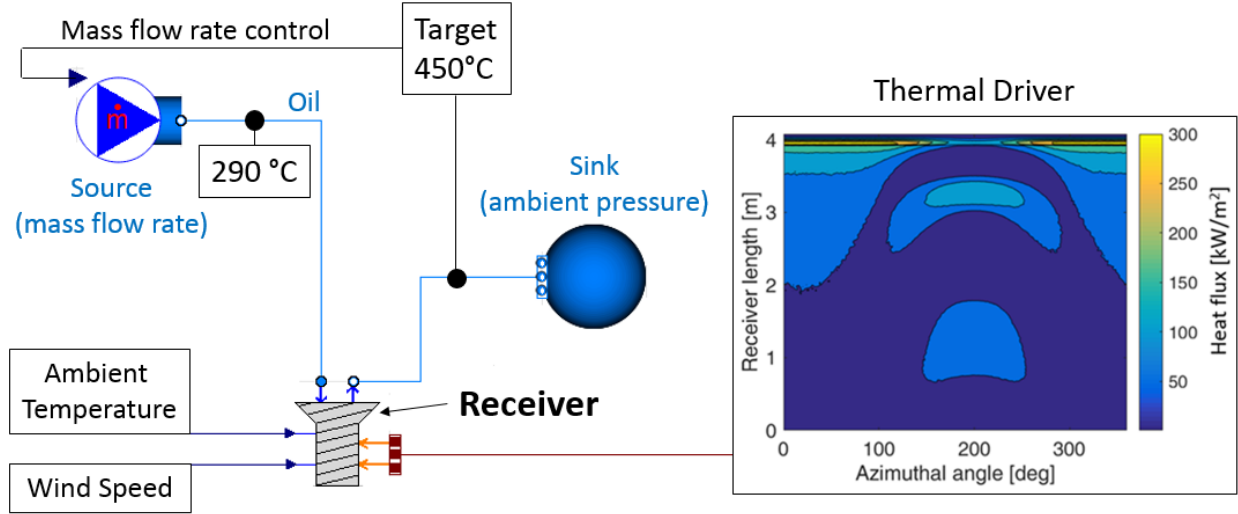 Mass flow rate control
Target
450°C
ṁ
Oil
290 °C
Source
(mass flow rate)
Sink
(ambient pressure)
Ambient
Temperature
Wind Speed
Receiver
Thermal Driver
4
3
2
1
0
Receiver length [m]
0
100
200
300
Azimuthal angle [deg]
300
250
200
150
100
50
Heat flux [kW/m²]